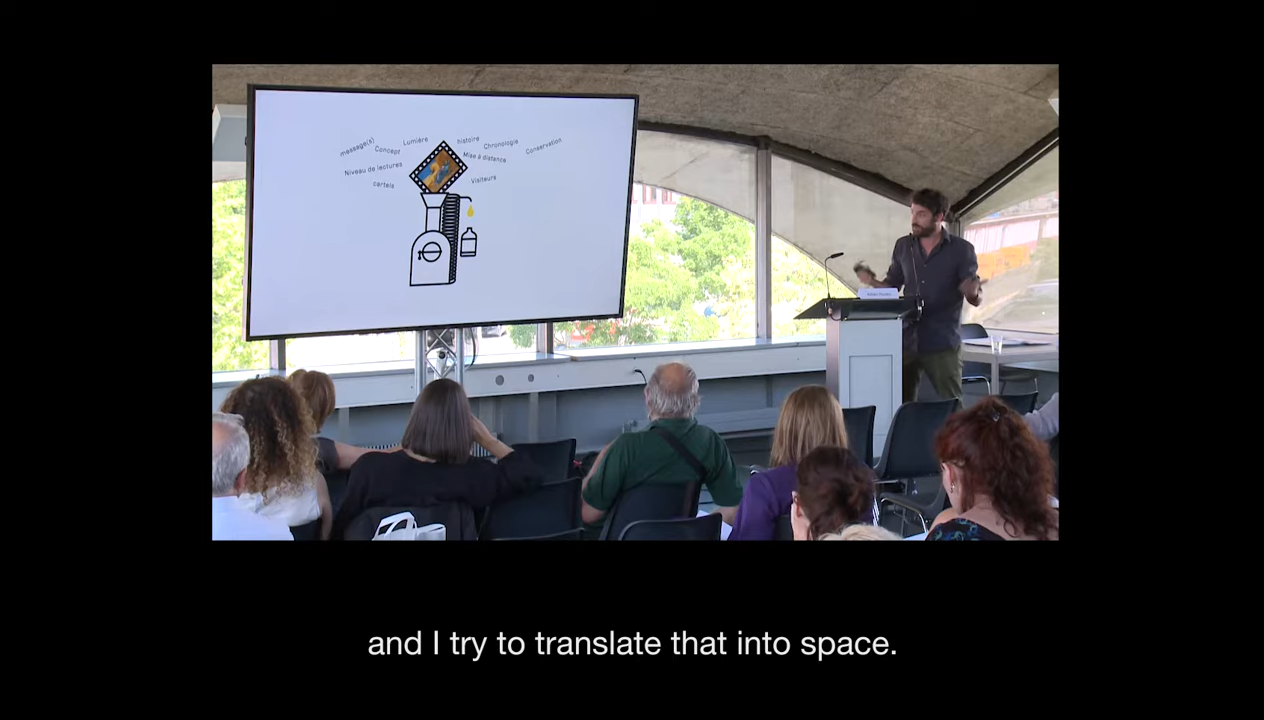 message(s)
Concept
Lumière
histoire
Chronologie
Conservation
Niveau de lectures
Mise à distance
cartels
Visiteurs
and I try to translate that into space.